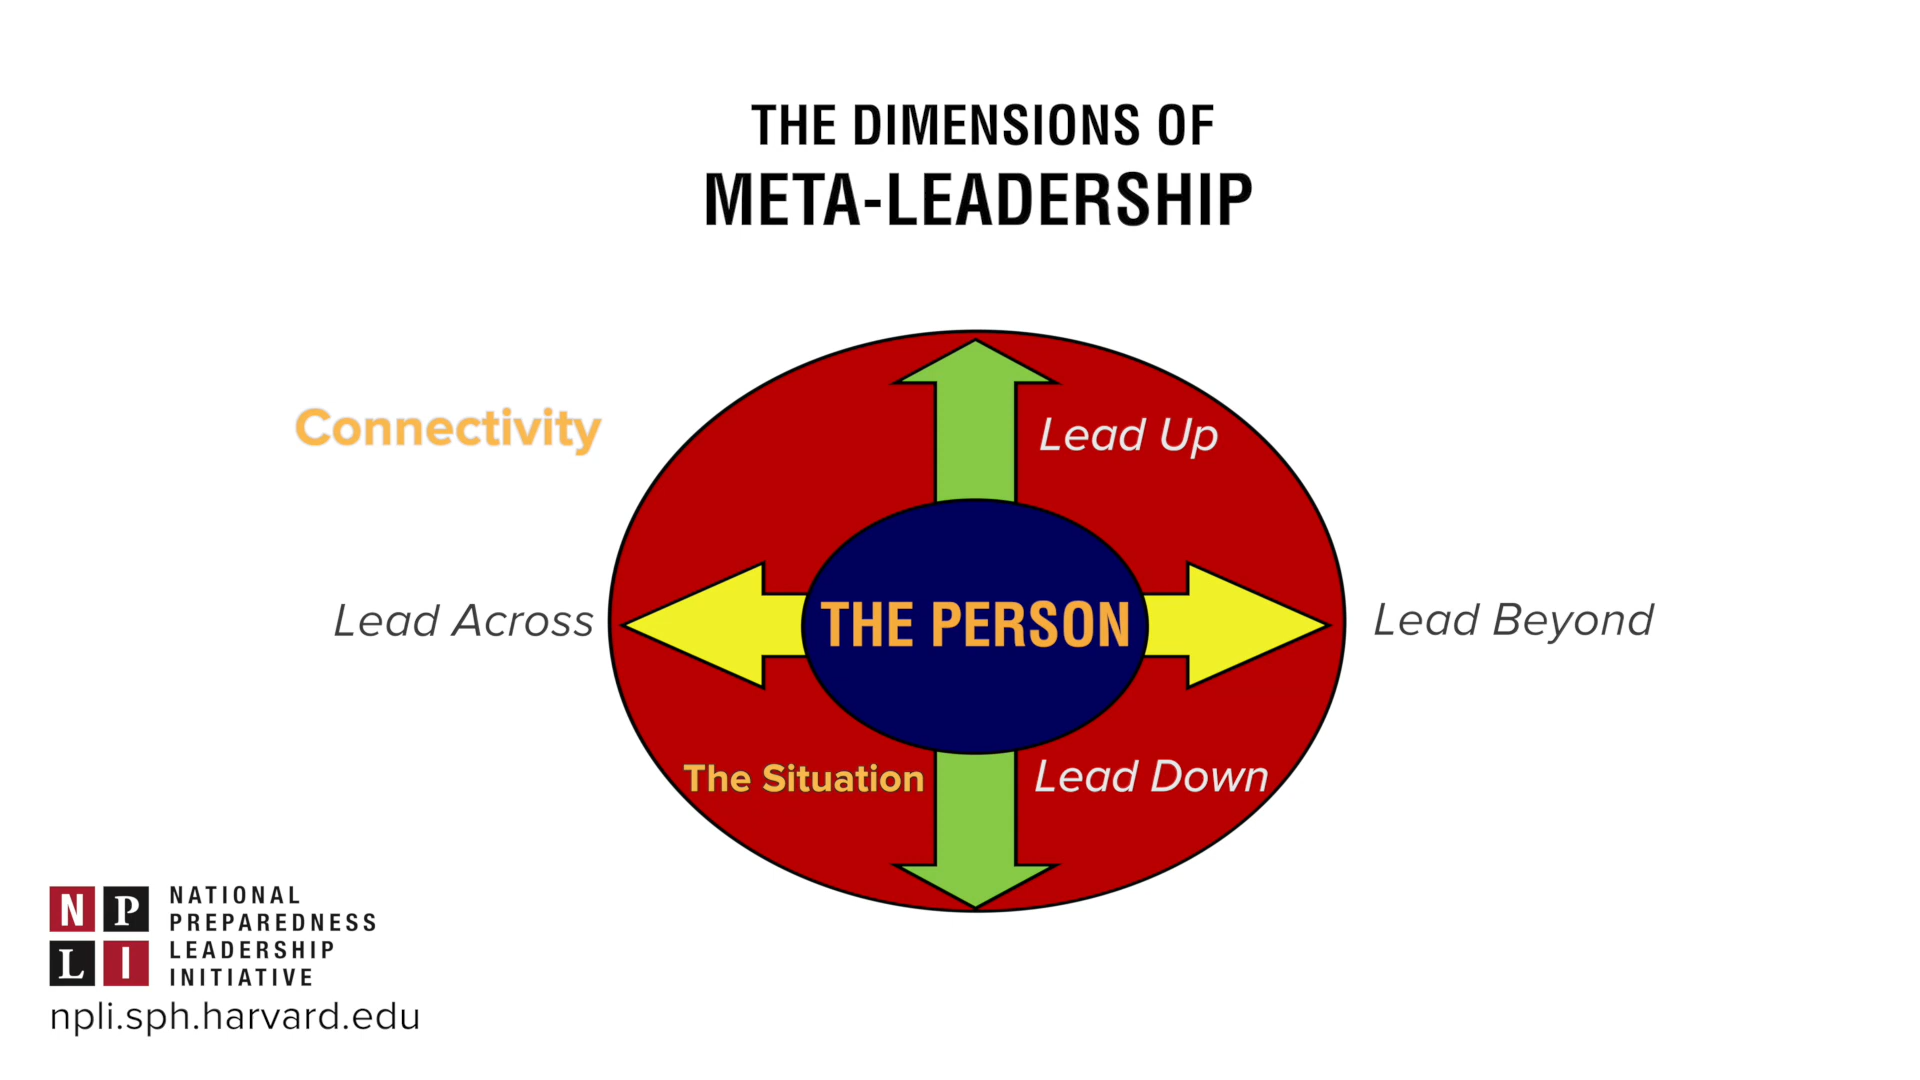 THE DIMENSIONS OF
META-LEADERSHIP
Connectivity
Lead Up
Lead Across
THE PERSON
Lead Beyond
The Situation
Lead Down
N P
L I
NATIONAL
PREPAREDNESS
LEADERSHIP
INITIATIVE
npli.sph.harvard.edu